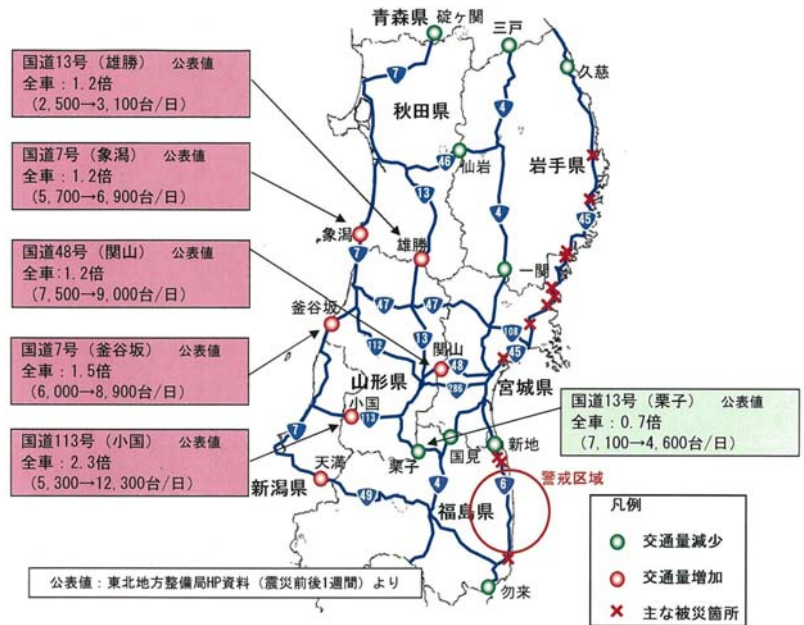 国道13号（雄勝）　公表値
全車：1.2倍
（2,500→3,100台/日）
国道7号（象潟）　公表値
全車：1.2倍
（5,700→6,900台/日）
国道48号（関山）　公表値
全車:1.2倍
（7,500→9,000台/日）
国道7号（釜谷坂）　公表値
全車：1.5倍
（6,000→8,900台/日）
国道113号（小国）　公表値
全車：2.3倍
（5,300→12,300台/日）
青森県
碇ヶ関
三戸
久慈
7
4
秋田県
46
仙岩
岩手県
13
4
45
象潟
7
雄勝
一関
釜谷坂
47
47
13
108
112
関山
48
45
286
山形県
宮城県
小国
113
国道13号（栗子）　公表値
全車：0.7倍
（7,100→4,600台/日）
7
新地
国見
栗子
天満
新潟県
4
6
警戒区域
49
福島県
勿来
凡例
交通量減少
交通量増加
主な被災箇所
公表値：東北地方整備局HP資料（震災前後1週間）より